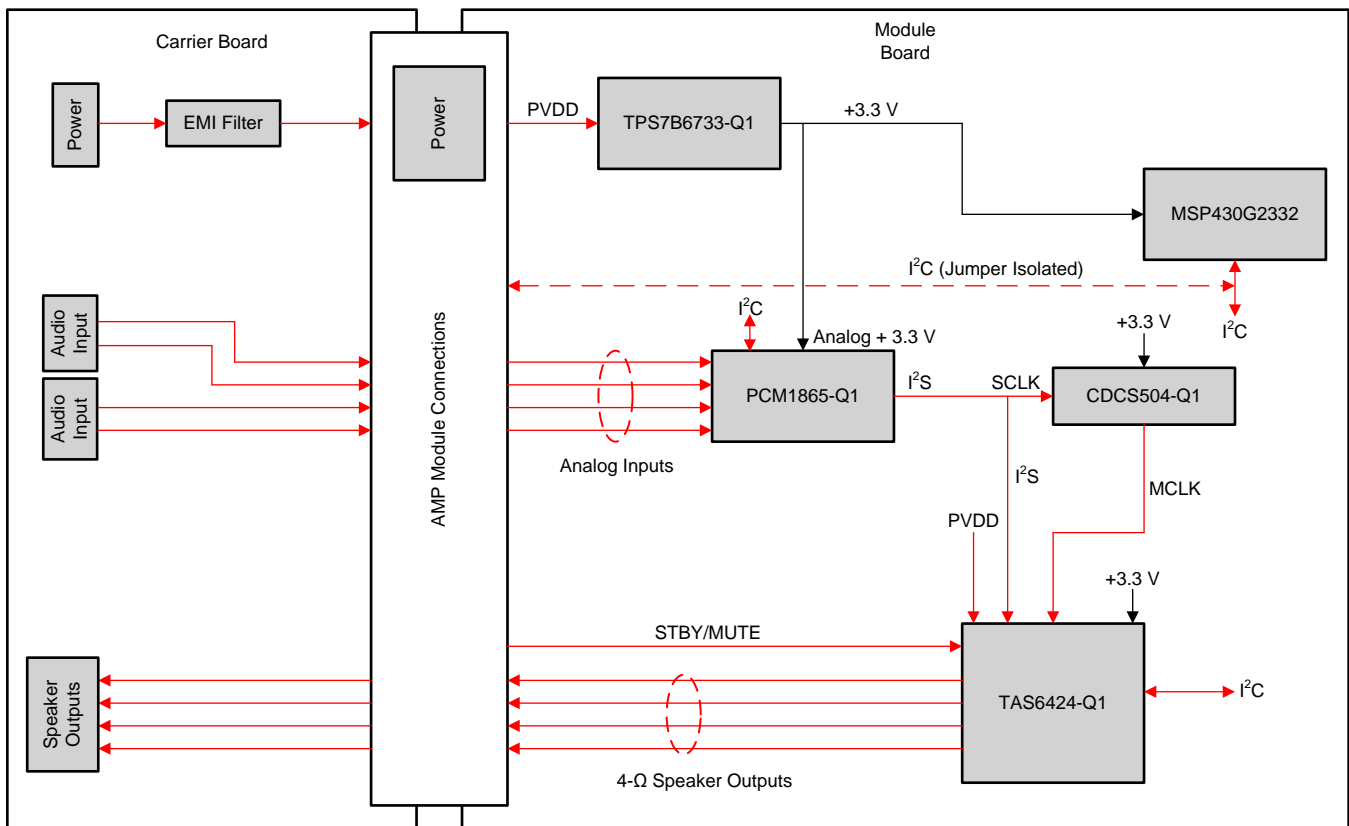 Carrier Board
Module
Board
Power
EMI Filter
Power
PVDD
TPS7B6733-Q1
+3.3 V
MSP430G2332
I²C (Jumper Isolated)
I²C
I²C
+3.3 V
Analog + 3.3 V
Audio
Input
Audio
Input
AMP Module Connections
PCM1865-Q1
I²S
SCLK
CDCS504-Q1
Analog Inputs
I²S
MCLK
PVDD
+3.3 V
STBY/MUTE
Speaker
Outputs
TAS6424-Q1
I²C
4-Ω Speaker Outputs